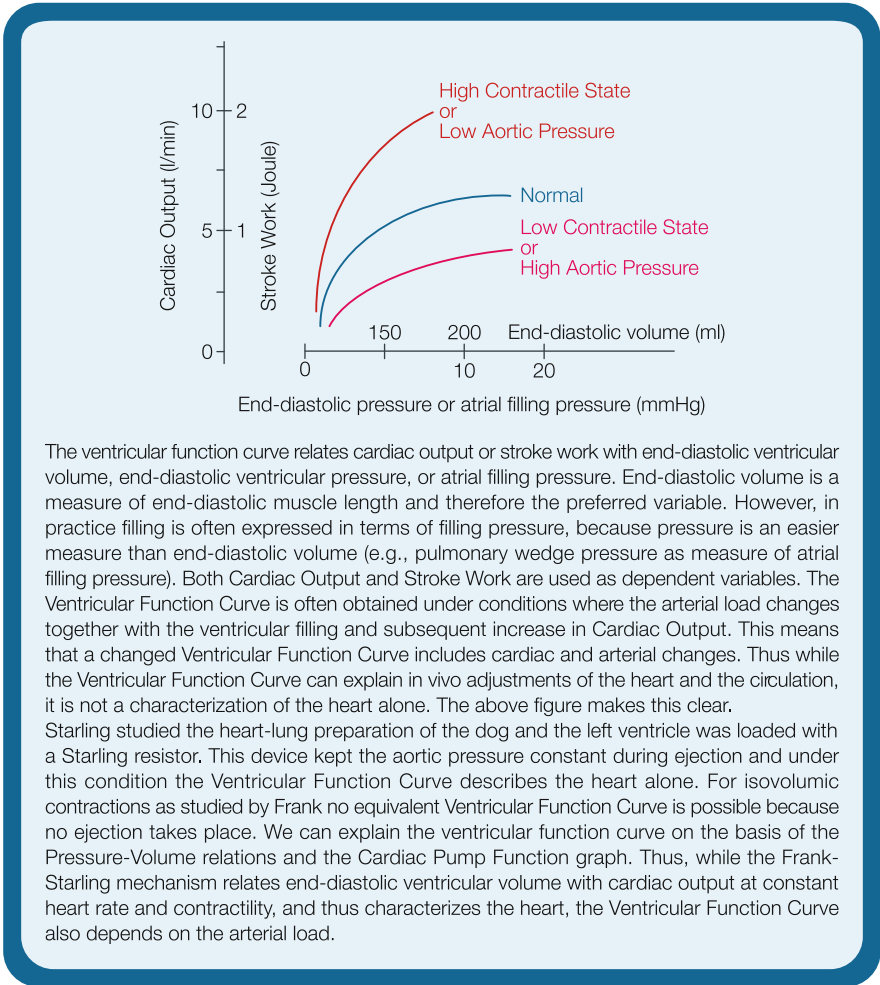 High Contractile State
or
Low Aortic Pressure
10
2
Cardiac Output (l/min)
Stroke Work (Joule)
Normal
5
1
Low Contractile State
or
High Aortic Pressure
150
200
End-diastolic volume (ml)
0
0
10
20
End-diastolic pressure or atrial filling pressure (mmHg)
The ventricular function curve relates cardiac output or stroke work with end-diastolic ventricular
volume, end-diastolic ventricular pressure, or atrial filling pressure. End-diastolic volume is a
measure of end-diastolic muscle length and therefore the preferred variable. However, in
practice filling is often expressed in terms of filling pressure, because pressure is an easier
measure than end-diastolic volume (e.g., pulmonary wedge pressure as measure of atrial
filling pressure). Both Cardiac Output and Stroke Work are used as dependent variables. The
Ventricular Function Curve is often obtained under conditions where the arterial load changes
together with the ventricular filling and subsequent increase in Cardiac Output. This means
that a changed Ventricular Function Curve includes cardiac and arterial changes. Thus while
the Ventricular Function Curve can explain in vivo adjustments of the heart and the circulation,
it is not a characterization of the heart alone. The above figure makes this clear.
Starling studied the heart-lung preparation of the dog and the left ventricle was loaded with
a Starling resistor. This device kept the aortic pressure constant during ejection and under
this condition the Ventricular Function Curve describes the heart alone. For isovolumic
contractions as studied by Frank no equivalent Ventricular Function Curve is possible because
no ejection takes place. We can explain the ventricular function curve on the basis of the
Pressure-Volume relations and the Cardiac Pump Function graph. Thus, while the Frank-
Starling mechanism relates end-diastolic ventricular volume with cardiac output at constant
heart rate and contractility, and thus characterizes the heart, the Ventricular Function Curve
also depends on the arterial load.